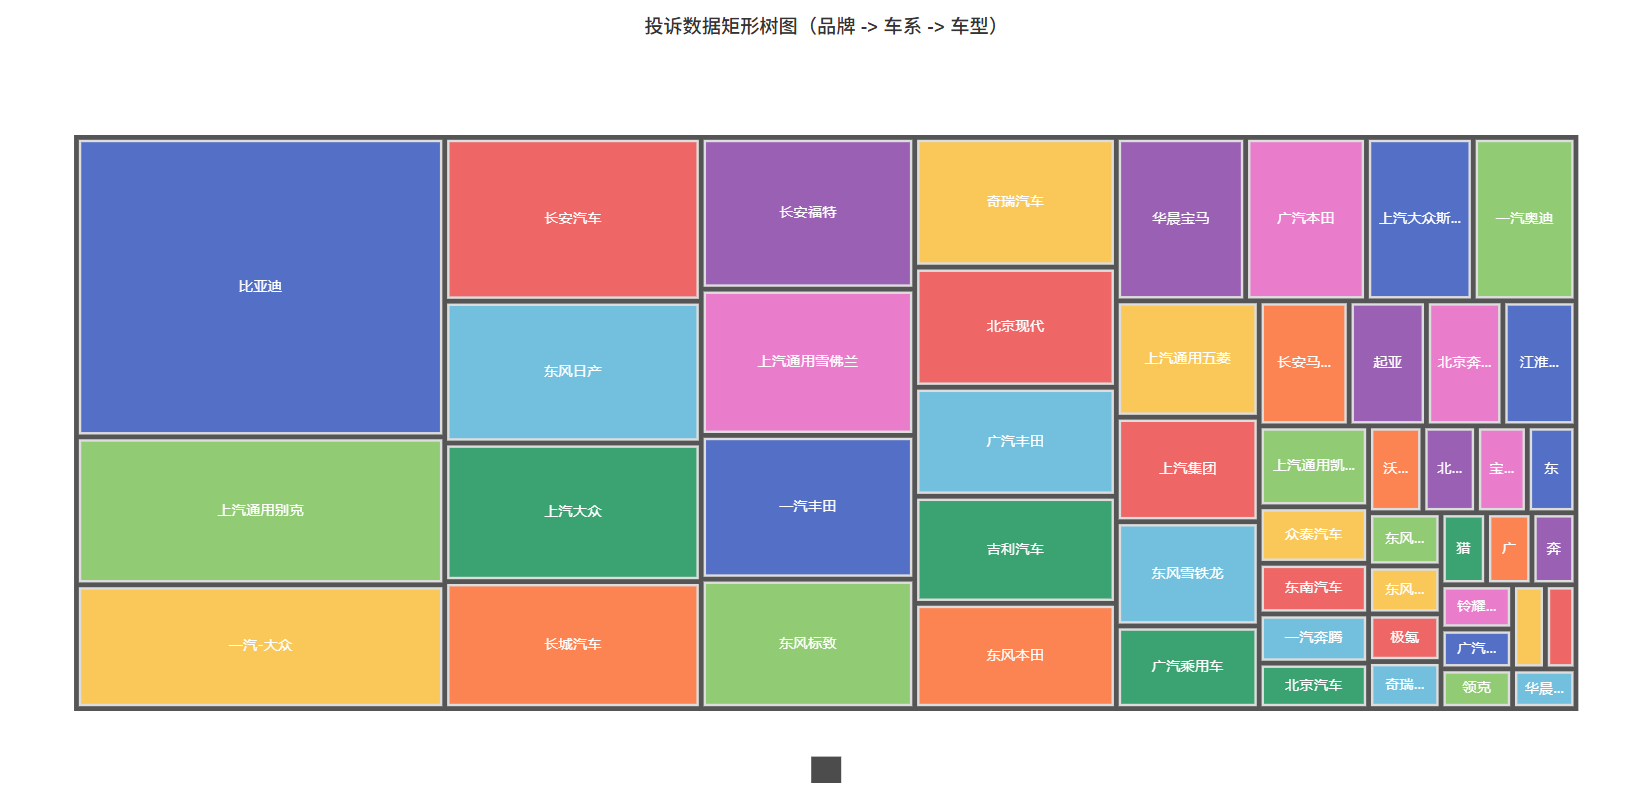 投诉数据矩形树图（品牌 -> 车系 -> 车型）
比亚迪
上汽通用别克
一汽-大众
长安汽车
东风日产
上汽大众
长城汽车
长安福特
上汽通用雪佛兰
一汽丰田
东风标致
奇瑞汽车
北京现代
广汽丰田
吉利汽车
东风本田
华晨宝马
广汽本田
上汽大众斯...
一汽奥迪
上汽通用五菱
上汽集团
东风雪铁龙
广汽乘用车
长安马...
起亚
北京奔...
江淮...
上汽通用凯...
众泰汽车
东南汽车
一汽奔腾
北京汽车
沃...
北...
宝...
东
东风...
东风...
极氪
奇瑞...
猎
广
奔
铃耀...
广汽...
领克
华晨...